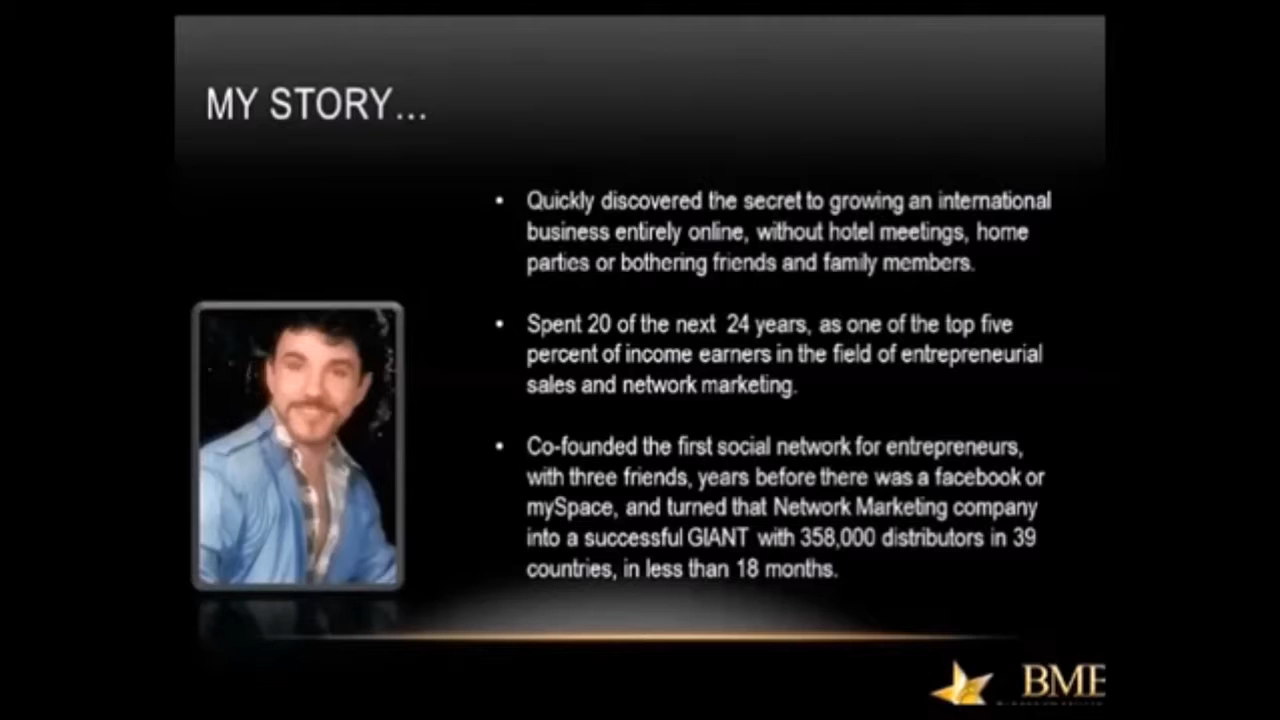 MY STORY...
• Quickly discovered the secret to growing an international
business entirely online, without hotel meetings, home
parties or bothering friends and family members.
• Spent 20 of the next 24 years, as one of the top five
percent of income earners in the field of entrepreneurial
sales and network marketing.
• Co-founded the first social network for entrepreneurs,
with three friends, years before there was a facebook or
mySpace, and turned that Network Marketing company
into a successful GIANT with 358,000 distributors in 39
countries, in less than 18 months.
BME